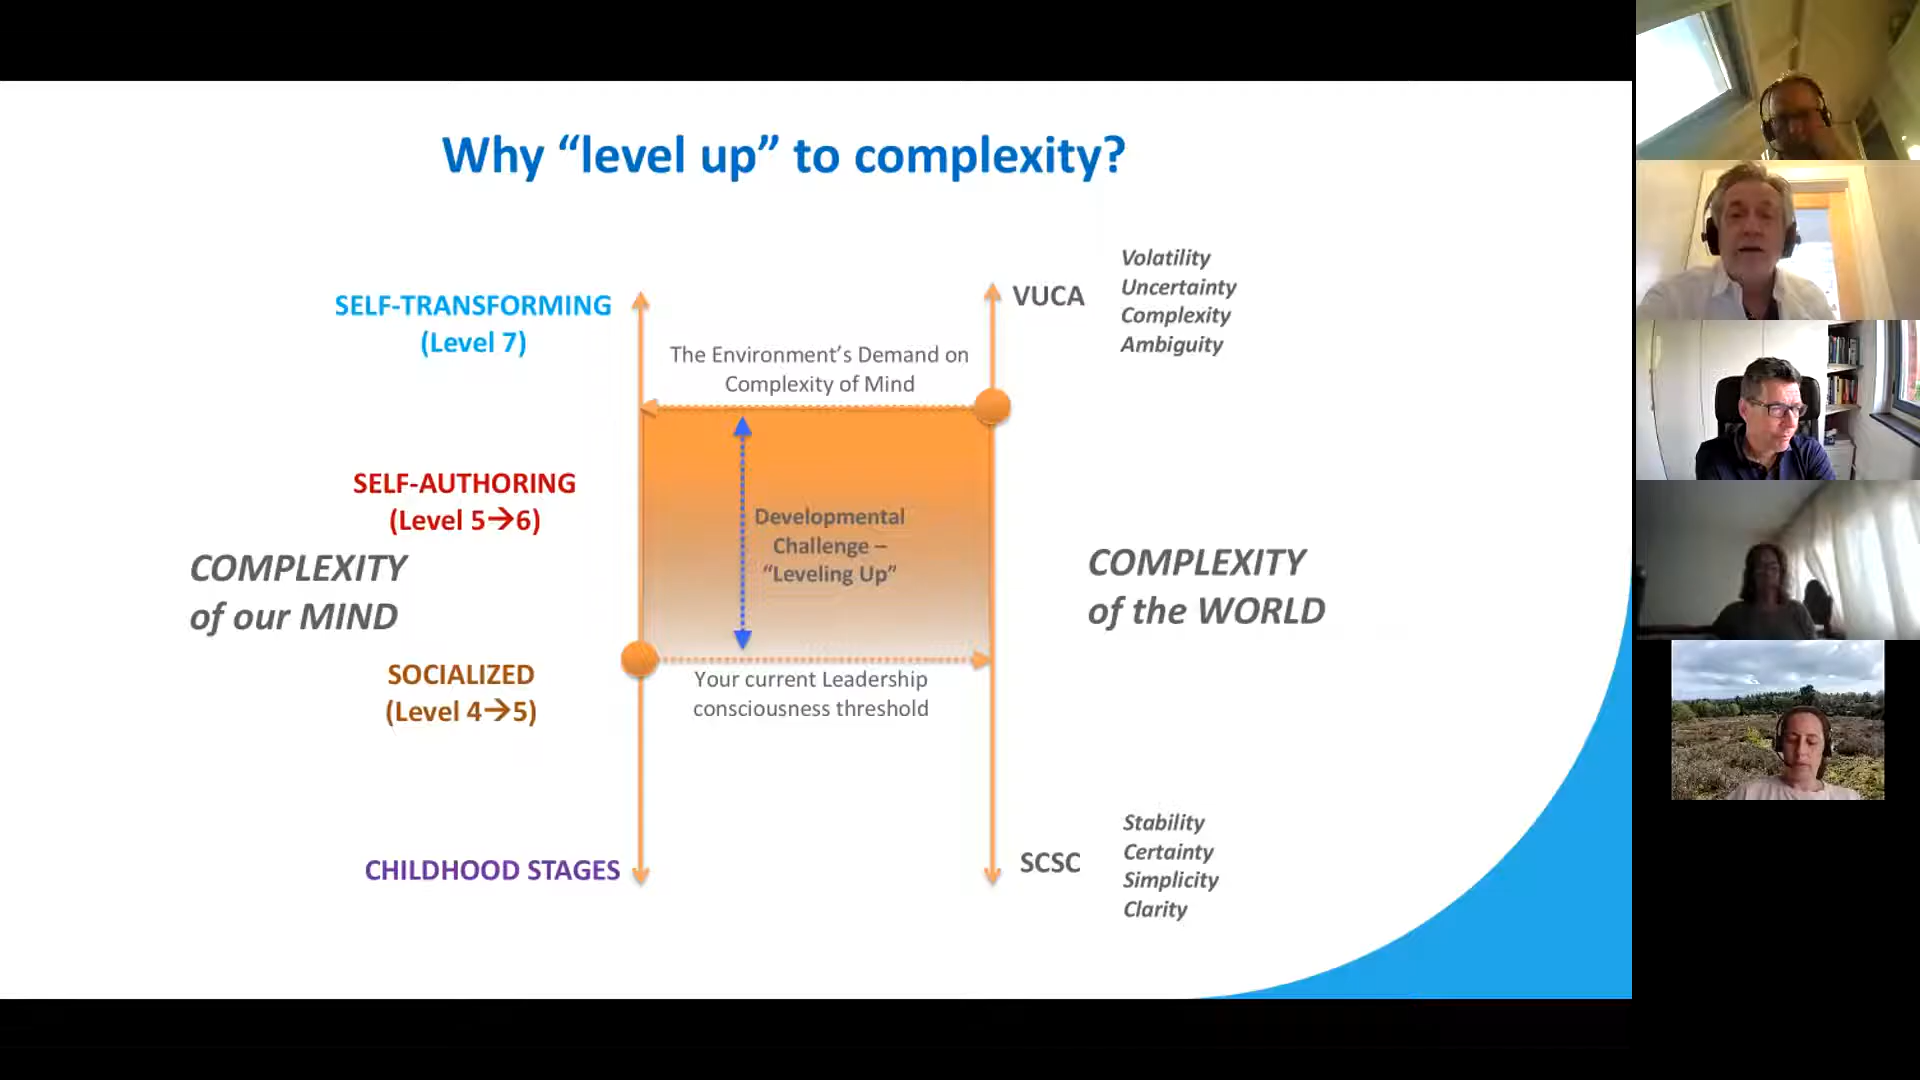 Why “level up” to complexity?
SELF-TRANSFORMING
(Level 7)
The Environment’s Demand on
Complexity of Mind
VUCA
Volatility
Uncertainty
Complexity
Ambiguity
SELF-AUTHORING
(Level 5→6)
Developmental
Challenge –
“Leveling Up”
COMPLEXITY
of our MIND
COMPLEXITY
of the WORLD
SOCIALIZED
(Level 4→5)
Your current Leadership
consciousness threshold
CHILDHOOD STAGES
SCSC
Stability
Certainty
Simplicity
Clarity